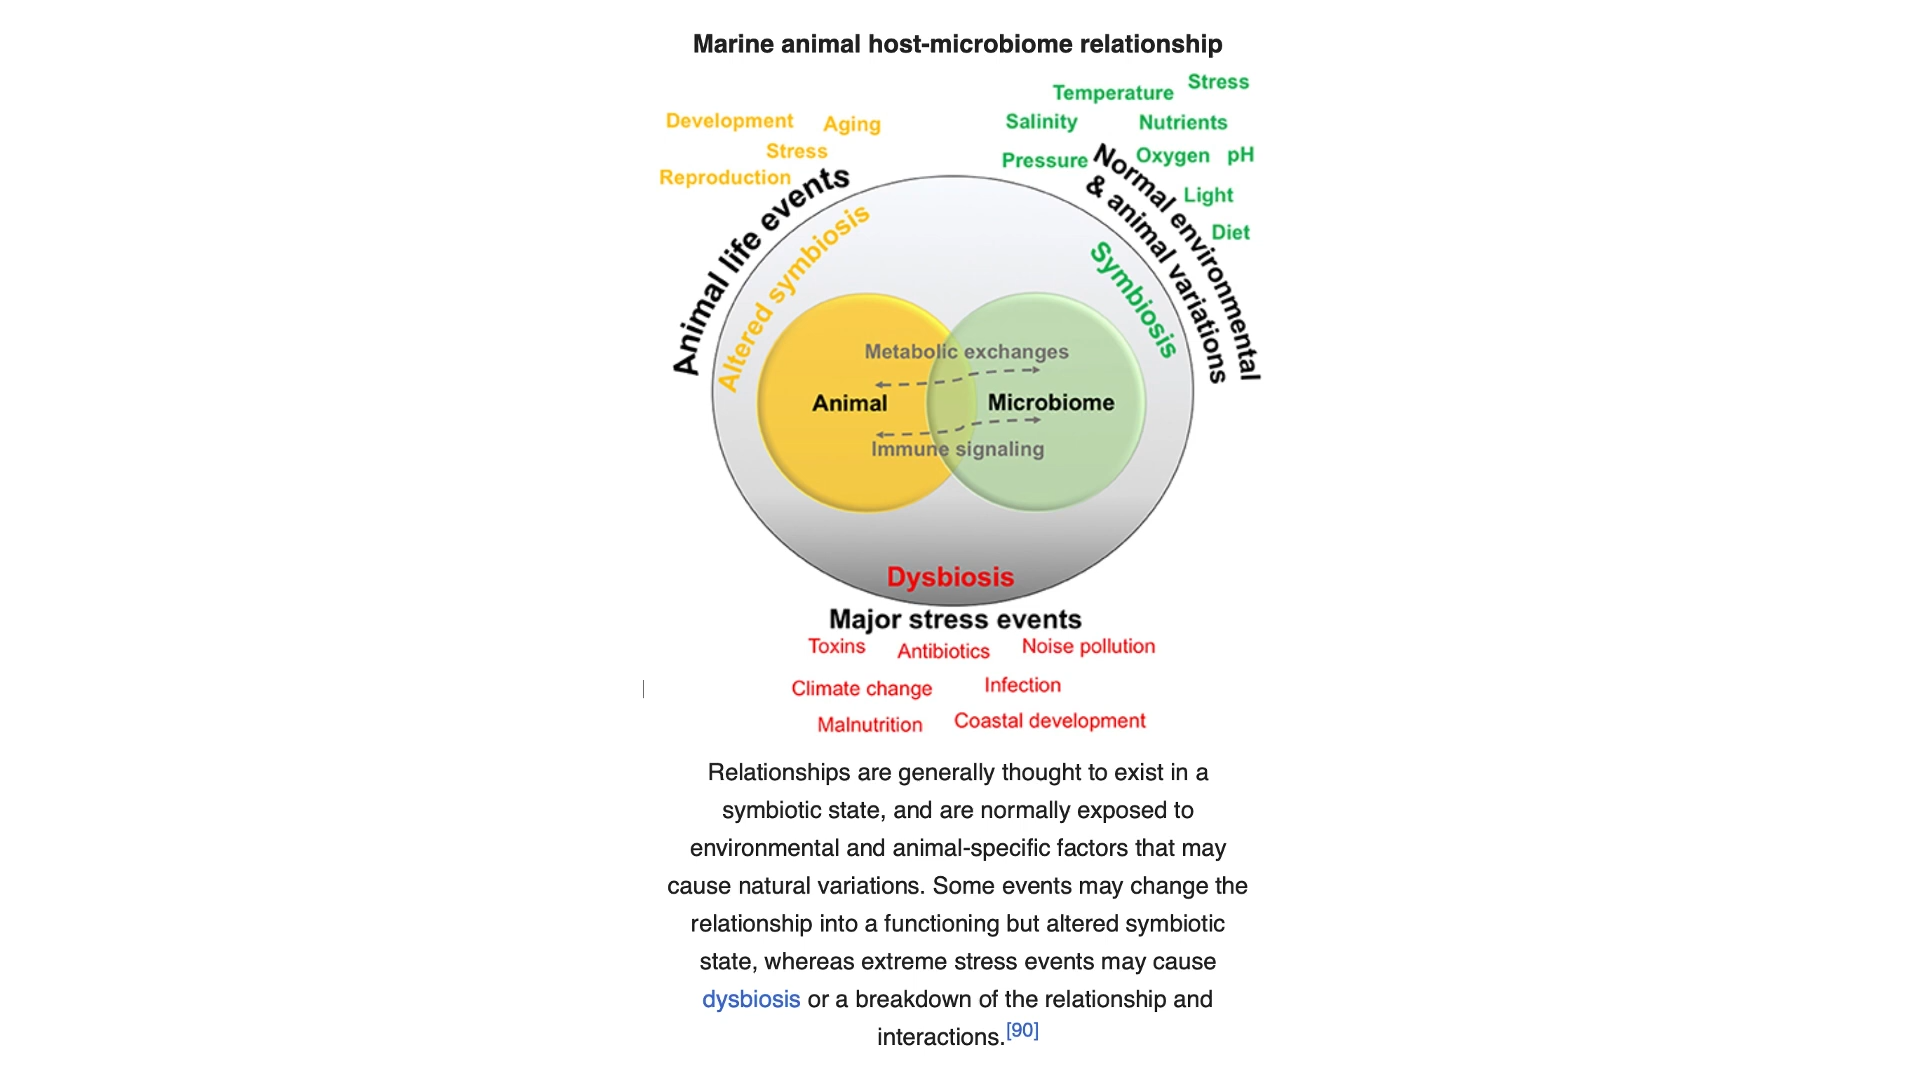 Marine animal host-microbiome relationship
Development Aging
Stress
Reproduction
Animal life events
Altered symbiosis
Temperature Stress
Salinity Nutrients
Pressure Oxygen pH
Light
Diet
Normal environmental
& animal variations
Symbiosis
Metabolic exchanges
Animal Microbiome
Immune signaling
Dysbiosis
Major stress events
Toxins Antibiotics Noise pollution
Climate change Infection
Malnutrition Coastal development
Relationships are generally thought to exist in a
symbiotic state, and are normally exposed to
environmental and animal-specific factors that may
cause natural variations. Some events may change the
relationship into a functioning but altered symbiotic
state, whereas extreme stress events may cause
dysbiosis or a breakdown of the relationship and
interactions.[90]